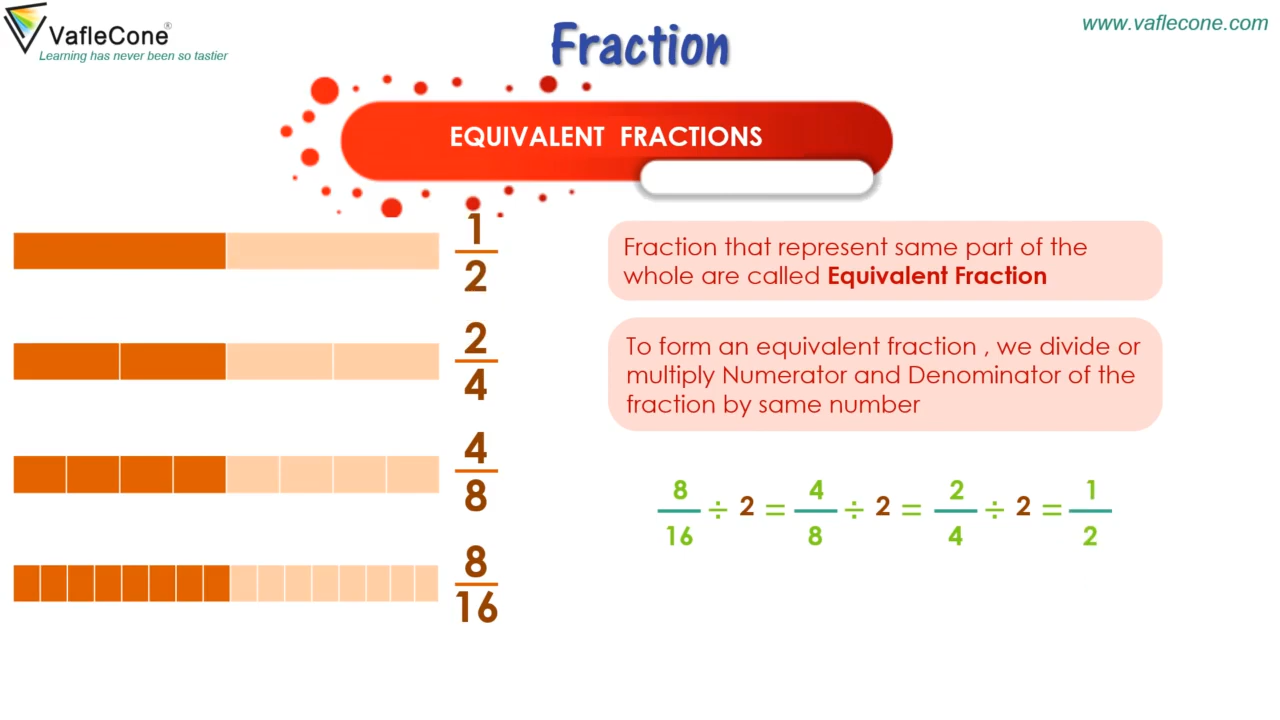 VafleCone®
Learning has never been so tastier
Fraction
www.vaflecone.com
EQUIVALENT FRACTIONS
1
2
2
4
4
8
8
16
Fraction that represent same part of the
whole are called Equivalent Fraction
To form an equivalent fraction , we divide or
multiply Numerator and Denominator of the
fraction by same number
8/16 ÷ 2 = 4/8 ÷ 2 = 2/4 ÷ 2 = 1/2